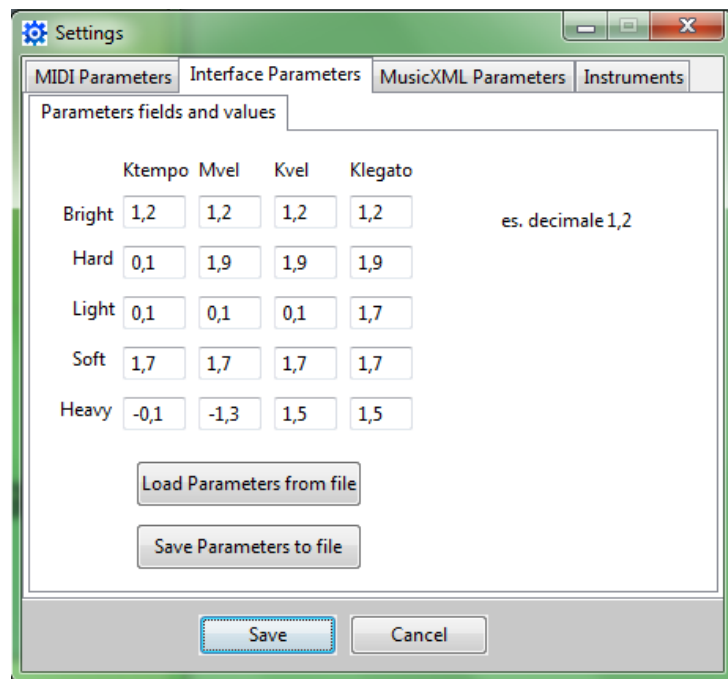 Settings
MIDI Parameters Interface Parameters MusicXML Parameters Instruments
Parameters fields and values
Ktempo Mvel Kvel Klegato
Bright 1,2 1,2 1,2 1,2 es. decimale 1,2
Hard 0,1 1,9 1,9 1,9
Light 0,1 0,1 0,1 1,7
Soft 1,7 1,7 1,7 1,7
Heavy -0,1 -1,3 1,5 1,5
Load Parameters from file
Save Parameters to file
Save Cancel